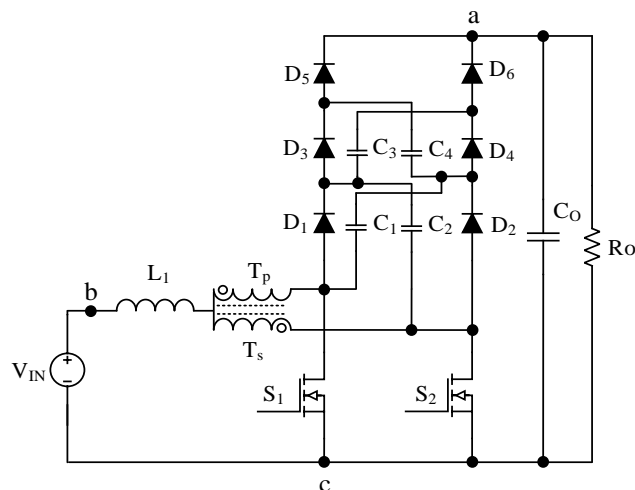 a
D5 D6
D3 C3 C4 D4
D1 C1 C2 D2 CO Ro
L1 Tp
b
Ts
VIN
S1 S2
c